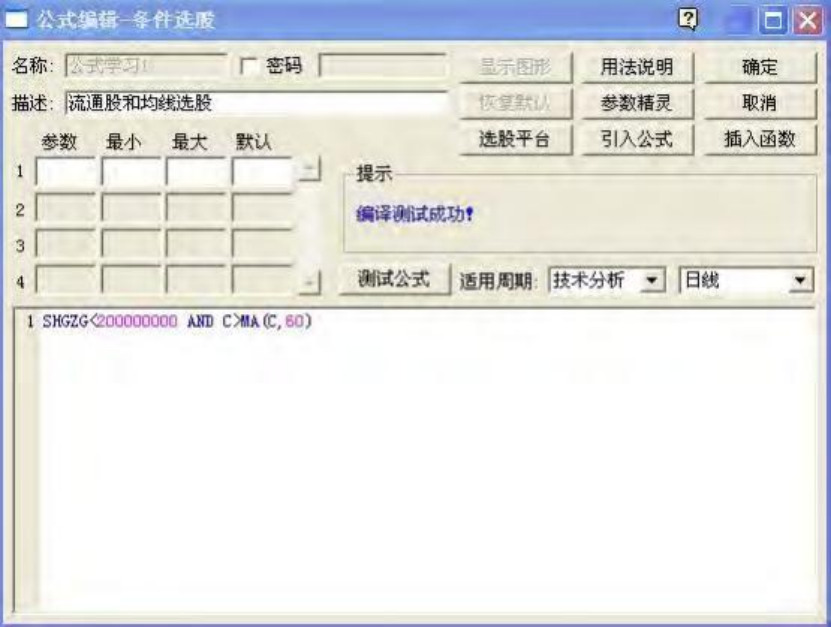 公式编辑-条件选股
名称: 公式学习1 密码 显示图形 用法说明 确定
描述: 流通股和均线选股 恢复默认 参数精灵 取消
选股平台 引入公式 插入函数
参数 最小 最大 默认
1
2
3
4
提示
编译测试成功!
测试公式 适用周期: 技术分析 日线
1 SHGZG<200000000 AND C>MA(C,60)